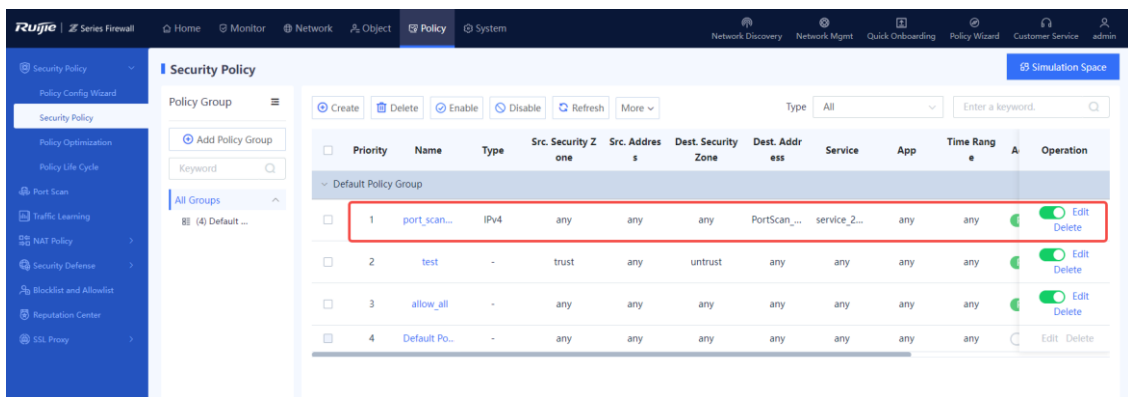 Ruijie | Z Series Firewall Home Monitor Network Object Policy System Network Discovery Network Mgmt Quick Onboarding Policy Wizard Customer Service admin
Security Policy
Policy Config Wizard
Security Policy
Policy Optimization
Policy Life Cycle
Port Scan
Traffic Learning
NAT Policy
Security Defense
Blocklist and Allowlist
Reputation Center
SSL Proxy
Security Policy Simulation Space
Policy Group
Add Policy Group
Keyword
All Groups
(4) Default ...
Create Delete Enable Disable Refresh More Type All Enter a keyword.
Priority Name Type Src. Security Z one Src. Addres s Dest. Security Zone Dest. Addr ess Service App Time Rang e Operation
Default Policy Group
1 port_scan... IPv4 any any any PortScan_... service_2... any any Edit Delete
2 test - trust any untrust any any any any Edit Delete
3 allow_all - any any any any any any any Edit Delete
4 Default Po... - any any any any any any any Edit Delete